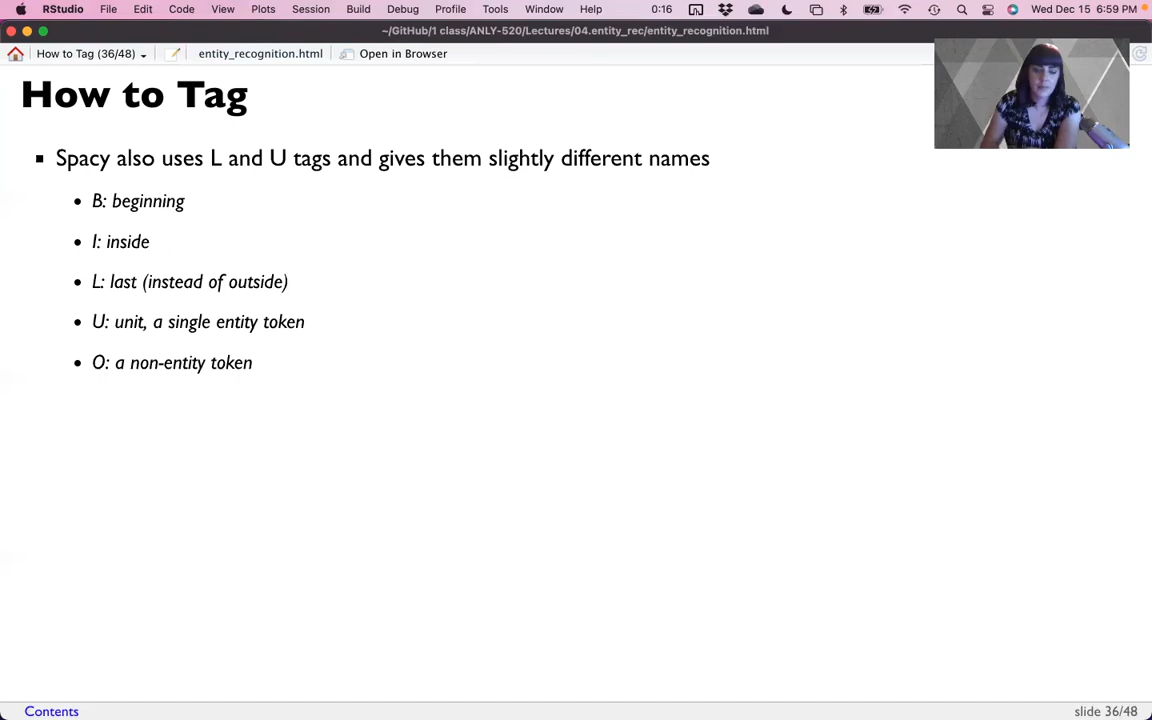 RStudio File Edit Code View Plots Session Build Debug Profile Tools Window Help 0:16 Wed Dec 15 6:59 PM
~/GitHub/1 class/ANLY-520/Lectures/04.entity_rec/entity_recognition.html
How to Tag (36/48) entity_recognition.html Open in Browser
How to Tag
Spacy also uses L and U tags and gives them slightly different names
B: beginning
I: inside
L: last (instead of outside)
U: unit, a single entity token
O: a non-entity token
Contents slide 36/48